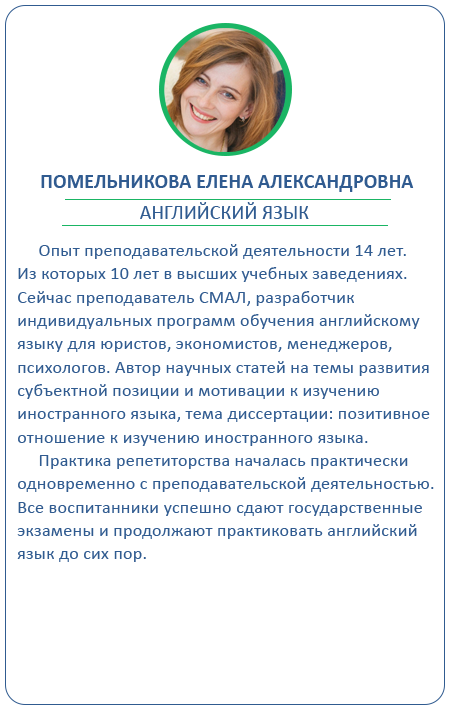 ПОМЕЛЬНИКОВА ЕЛЕНА АЛЕКСАНДРОВНА
АНГЛИЙСКИЙ ЯЗЫК
Опыт преподавательской деятельности 14 лет.
Из которых 10 лет в высших учебных заведениях.
Сейчас преподаватель СМАЛ, разработчик
индивидуальных программ обучения английскому
языку для юристов, экономистов, менеджеров,
психологов. Автор научных статей на темы развития
субъектной позиции и мотивации к изучению
иностранного языка, тема диссертации: позитивное
отношение к изучению иностранного языка.
Практика репетиторства началась практически
одновременно с преподавательской деятельностью.
Все воспитанники успешно сдают государственные
экзамены и продолжают практиковать английский
язык до сих пор.